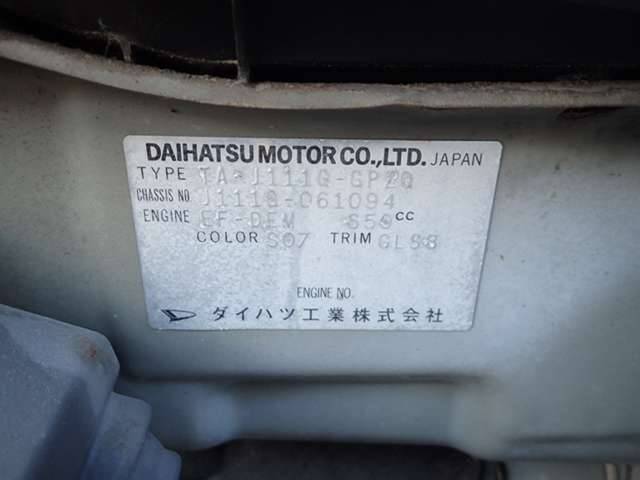 DAIHATSU MOTOR CO., LTD. JAPAN
TYPE TA-J111G-GPZQ
CHASSIS NO. J111G-061094
ENGINE EF-DEM 659 CC
COLOR S07 TRIM
ENGINE NO.
ダイハツ工業株式会社